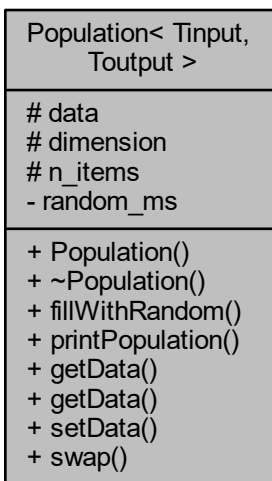 Population< Tinput,
Toutput >
# data
# dimension
# n_items
- random_ms
+ Population()
+ ~Population()
+ fillWithRandom()
+ printPopulation()
+ getData()
+ getData()
+ setData()
+ swap()